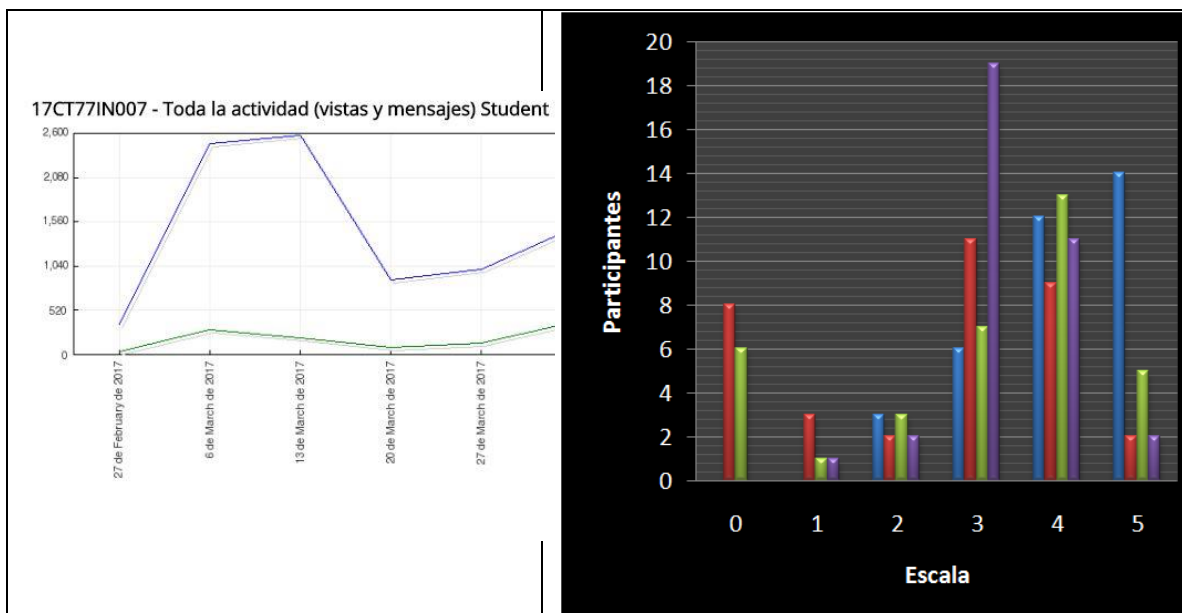 17CT77IN007 - Toda la actividad (vistas y mensajes) Student
2,600
2,080
1,560
1,040
520
0
27 de February de 2017
6 de March de 2017
13 de March de 2017
20 de March de 2017
27 de March de 2017
20
18
16
14
12
10
8
6
4
2
0
Participantes
0 1 2 3 4 5
Escala